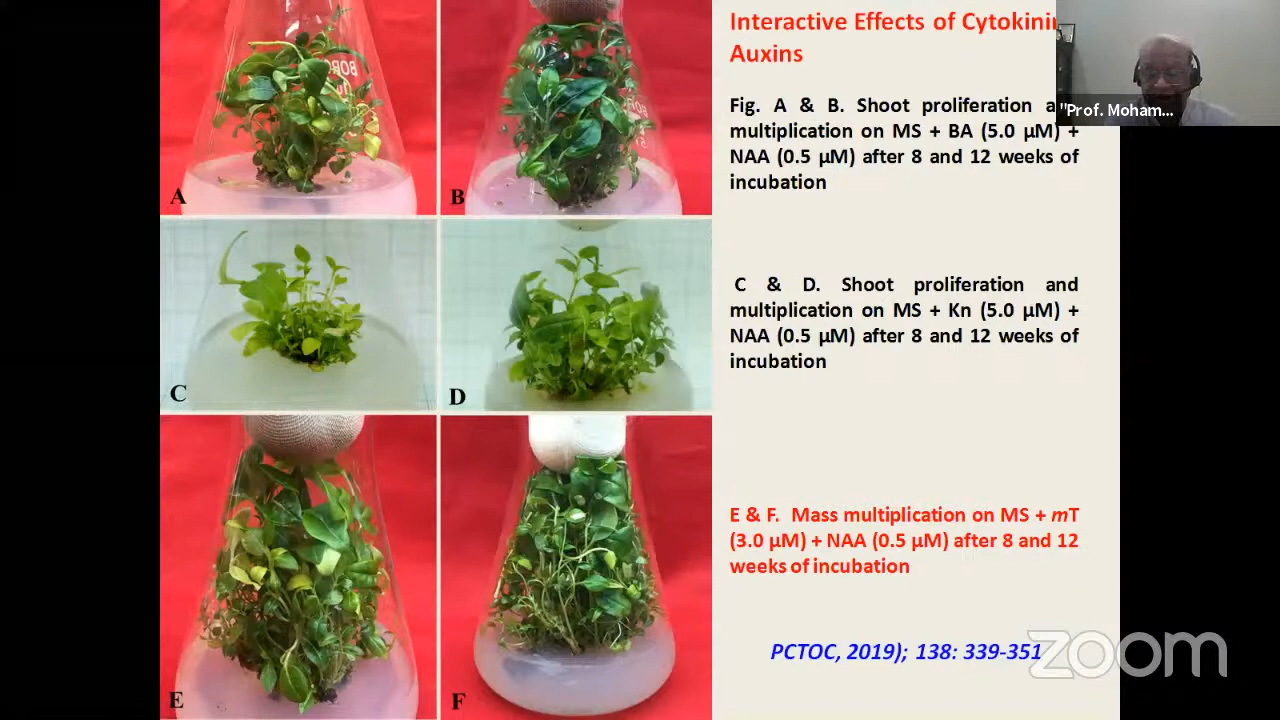 Interactive Effects of
Auxins
Fig. A & B. Shoot proliferation
multiplication on MS + BA (5.0 µM) +
NAA (0.5 µM) after 8 and 12 weeks of
incubation
C & D. Shoot proliferation and
multiplication on MS + Kn (5.0 µM) +
NAA (0.5 µM) after 8 and 12 weeks of
incubation
E & F. Mass multiplication on MS + mT
(3.0 µM) + NAA (0.5 µM) after 8 and 12
weeks of incubation
PCTOC, 2019); 138: 339-351
"Prof. Moham...
A
B
C
D
E
F
zoom